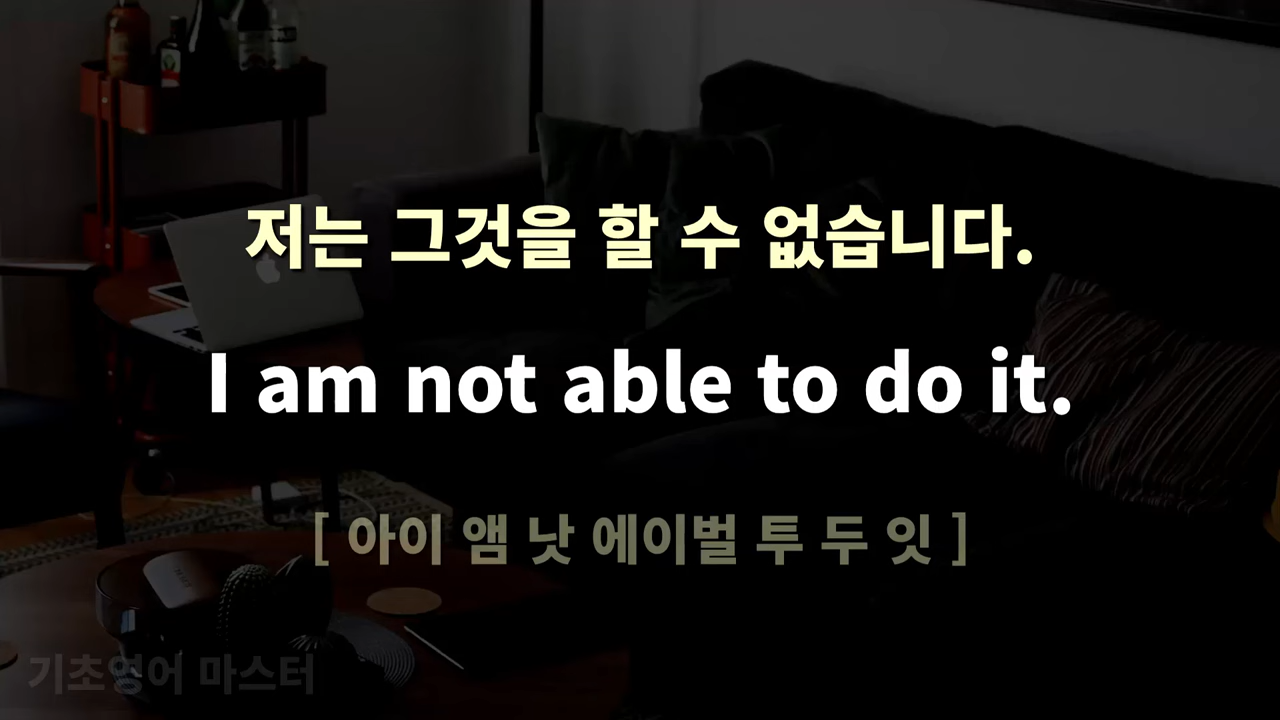 저는 그것을 할 수 없습니다.
I am not able to do it.
[ 아이 앰 낫 에이벌 투 두 잇 ]
기초영어 마스터